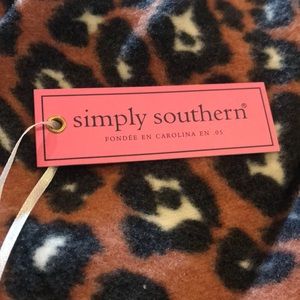 simply southern®
FONDÉE EN CAROLINA EN .05